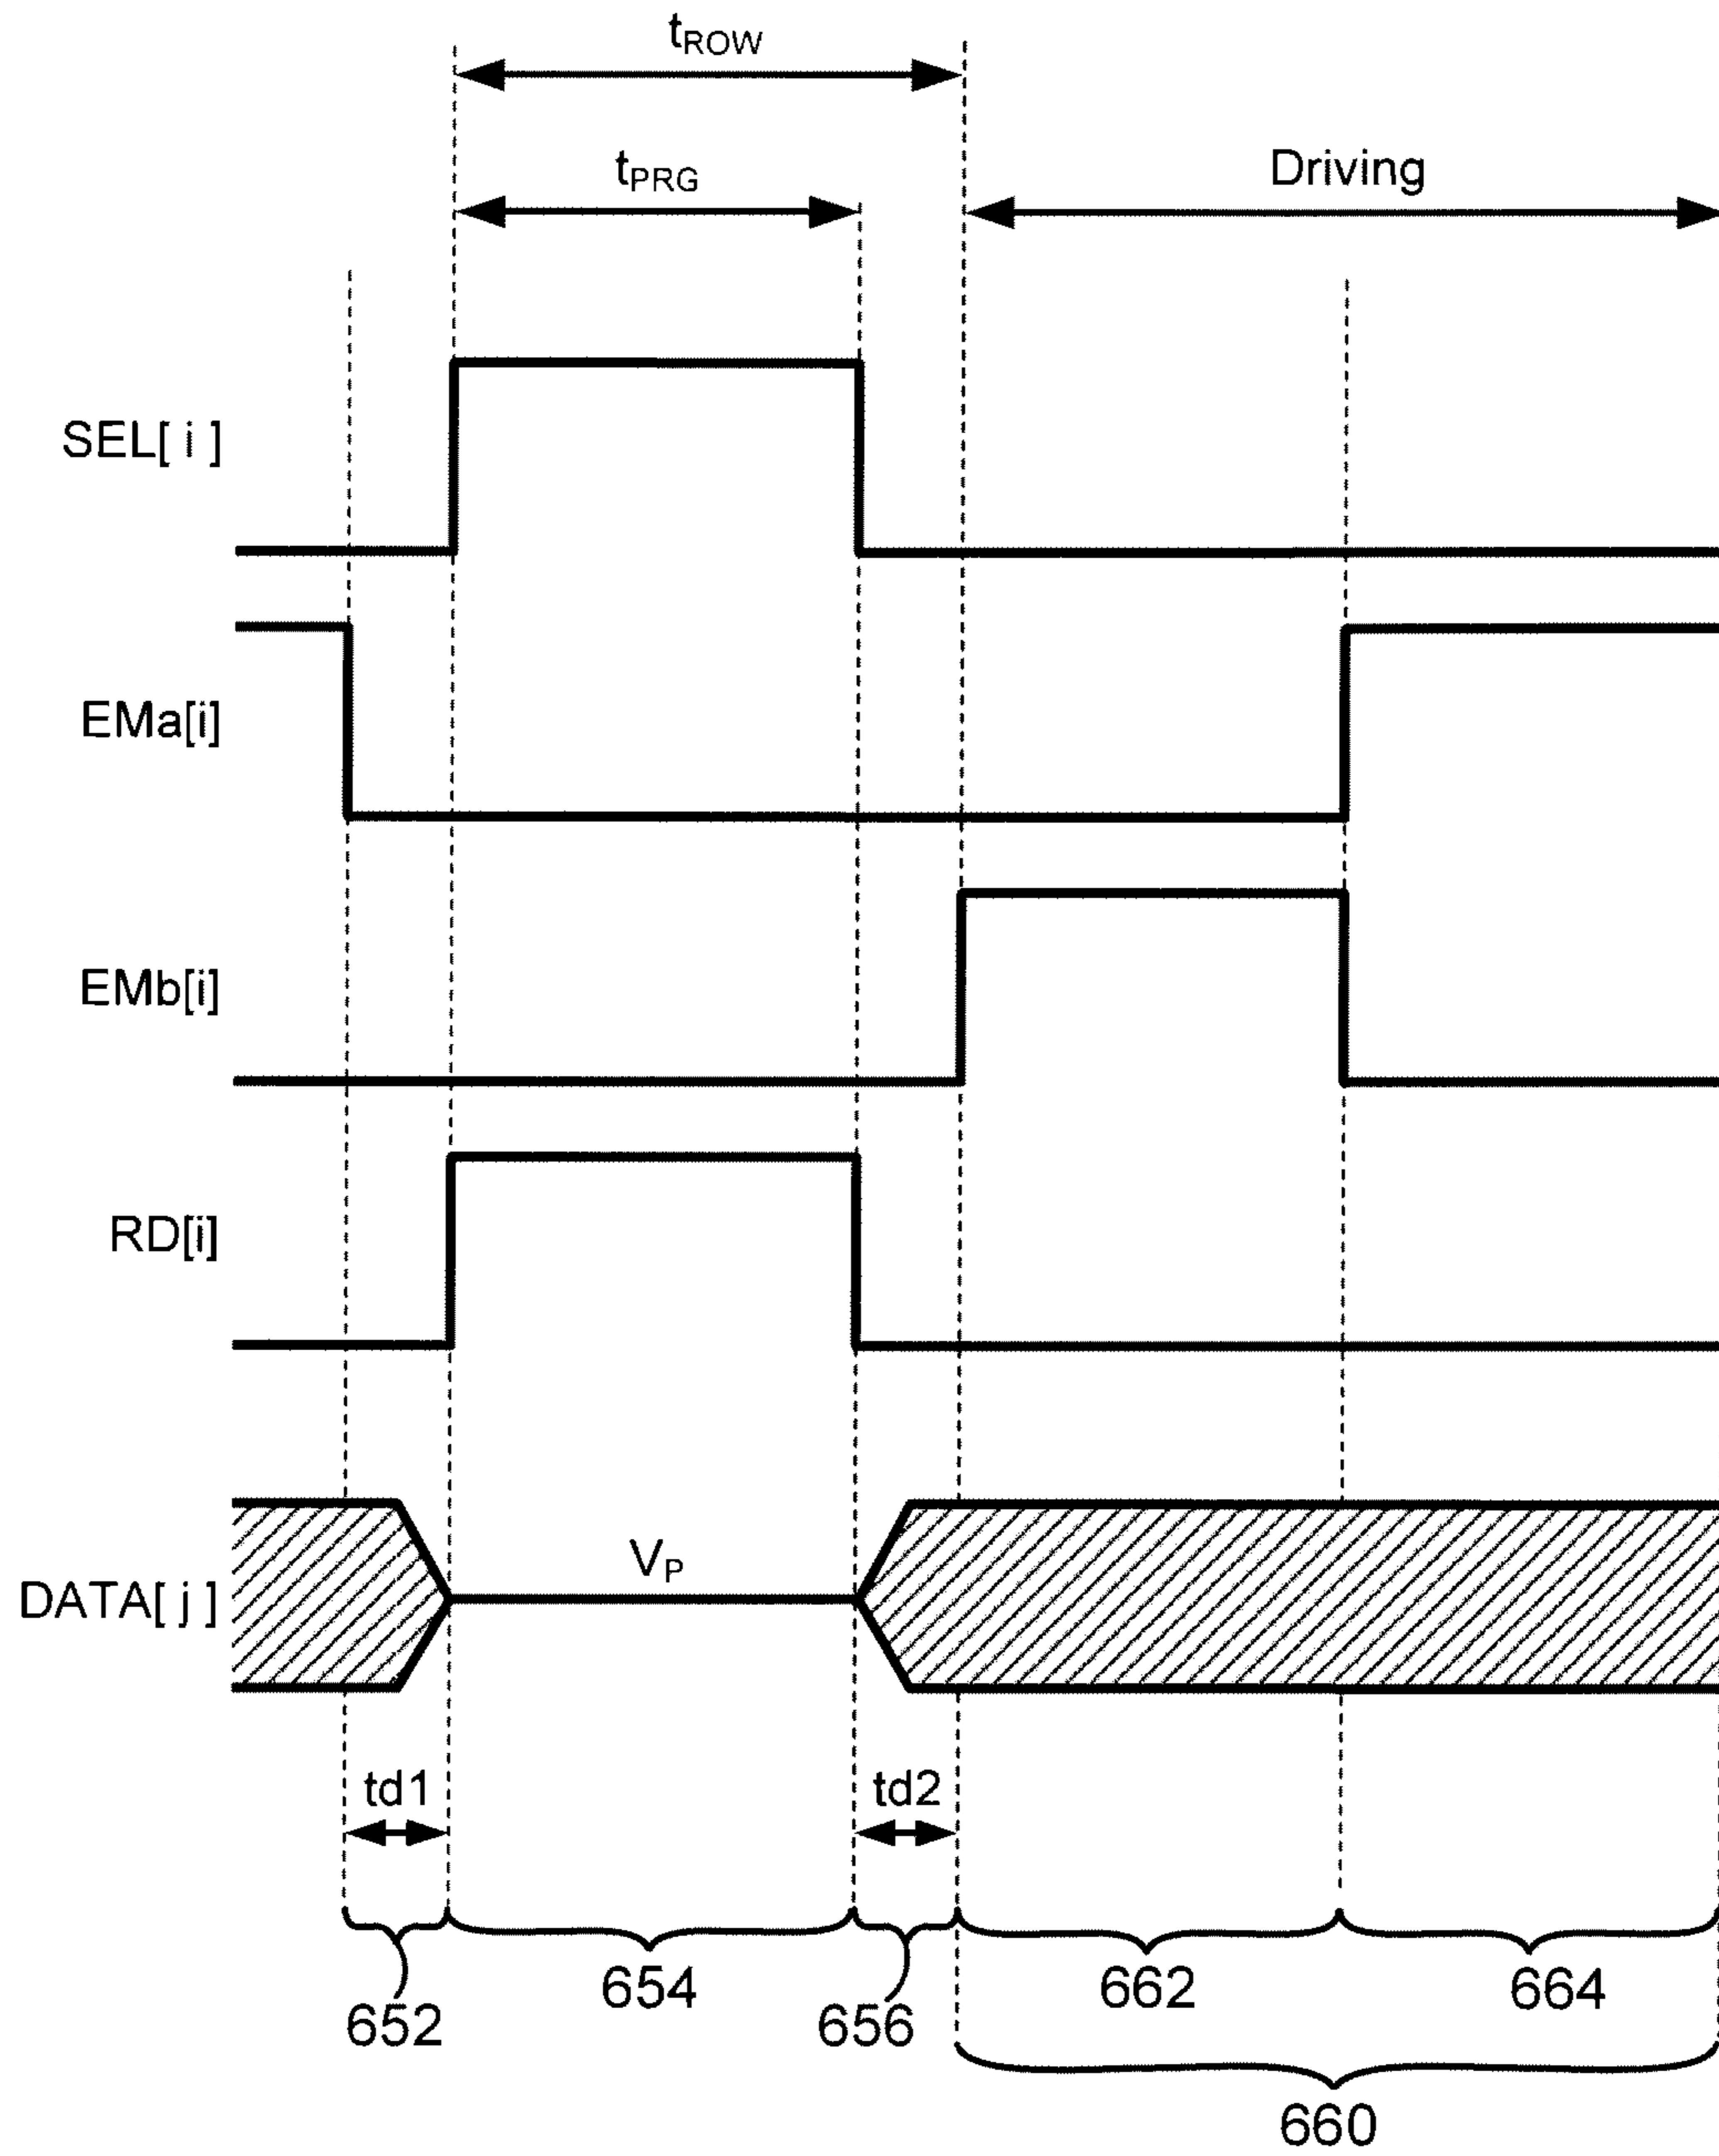 tROW
tPRG
Driving
SEL[ i ]
EMa[i]
EMb[i]
RD[i]
VP
DATA[ j ]
td1
td2
654
662
664
652
656
660